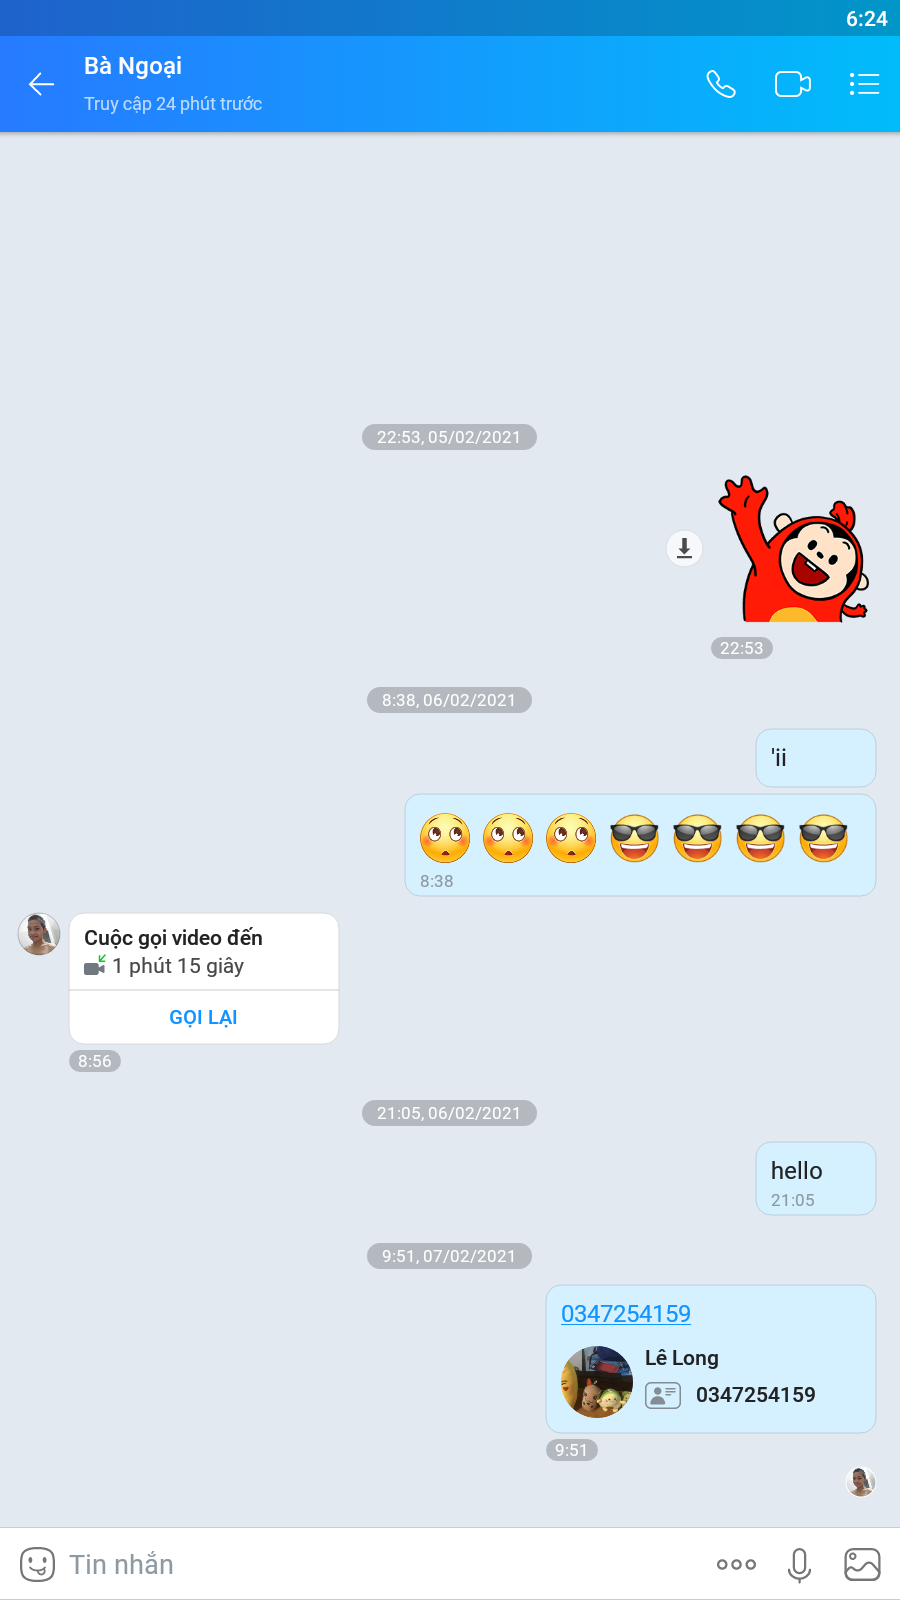 6:24
Bà Ngoại
Truy cập 24 phút trước
22:53, 05/02/2021
22:53
8:38, 06/02/2021
'ii
8:38
Cuộc gọi video đến
1 phút 15 giây
GỌI LẠI
8:56
21:05, 06/02/2021
hello
21:05
9:51, 07/02/2021
0347254159
Lê Long
0347254159
9:51
Tin nhắn